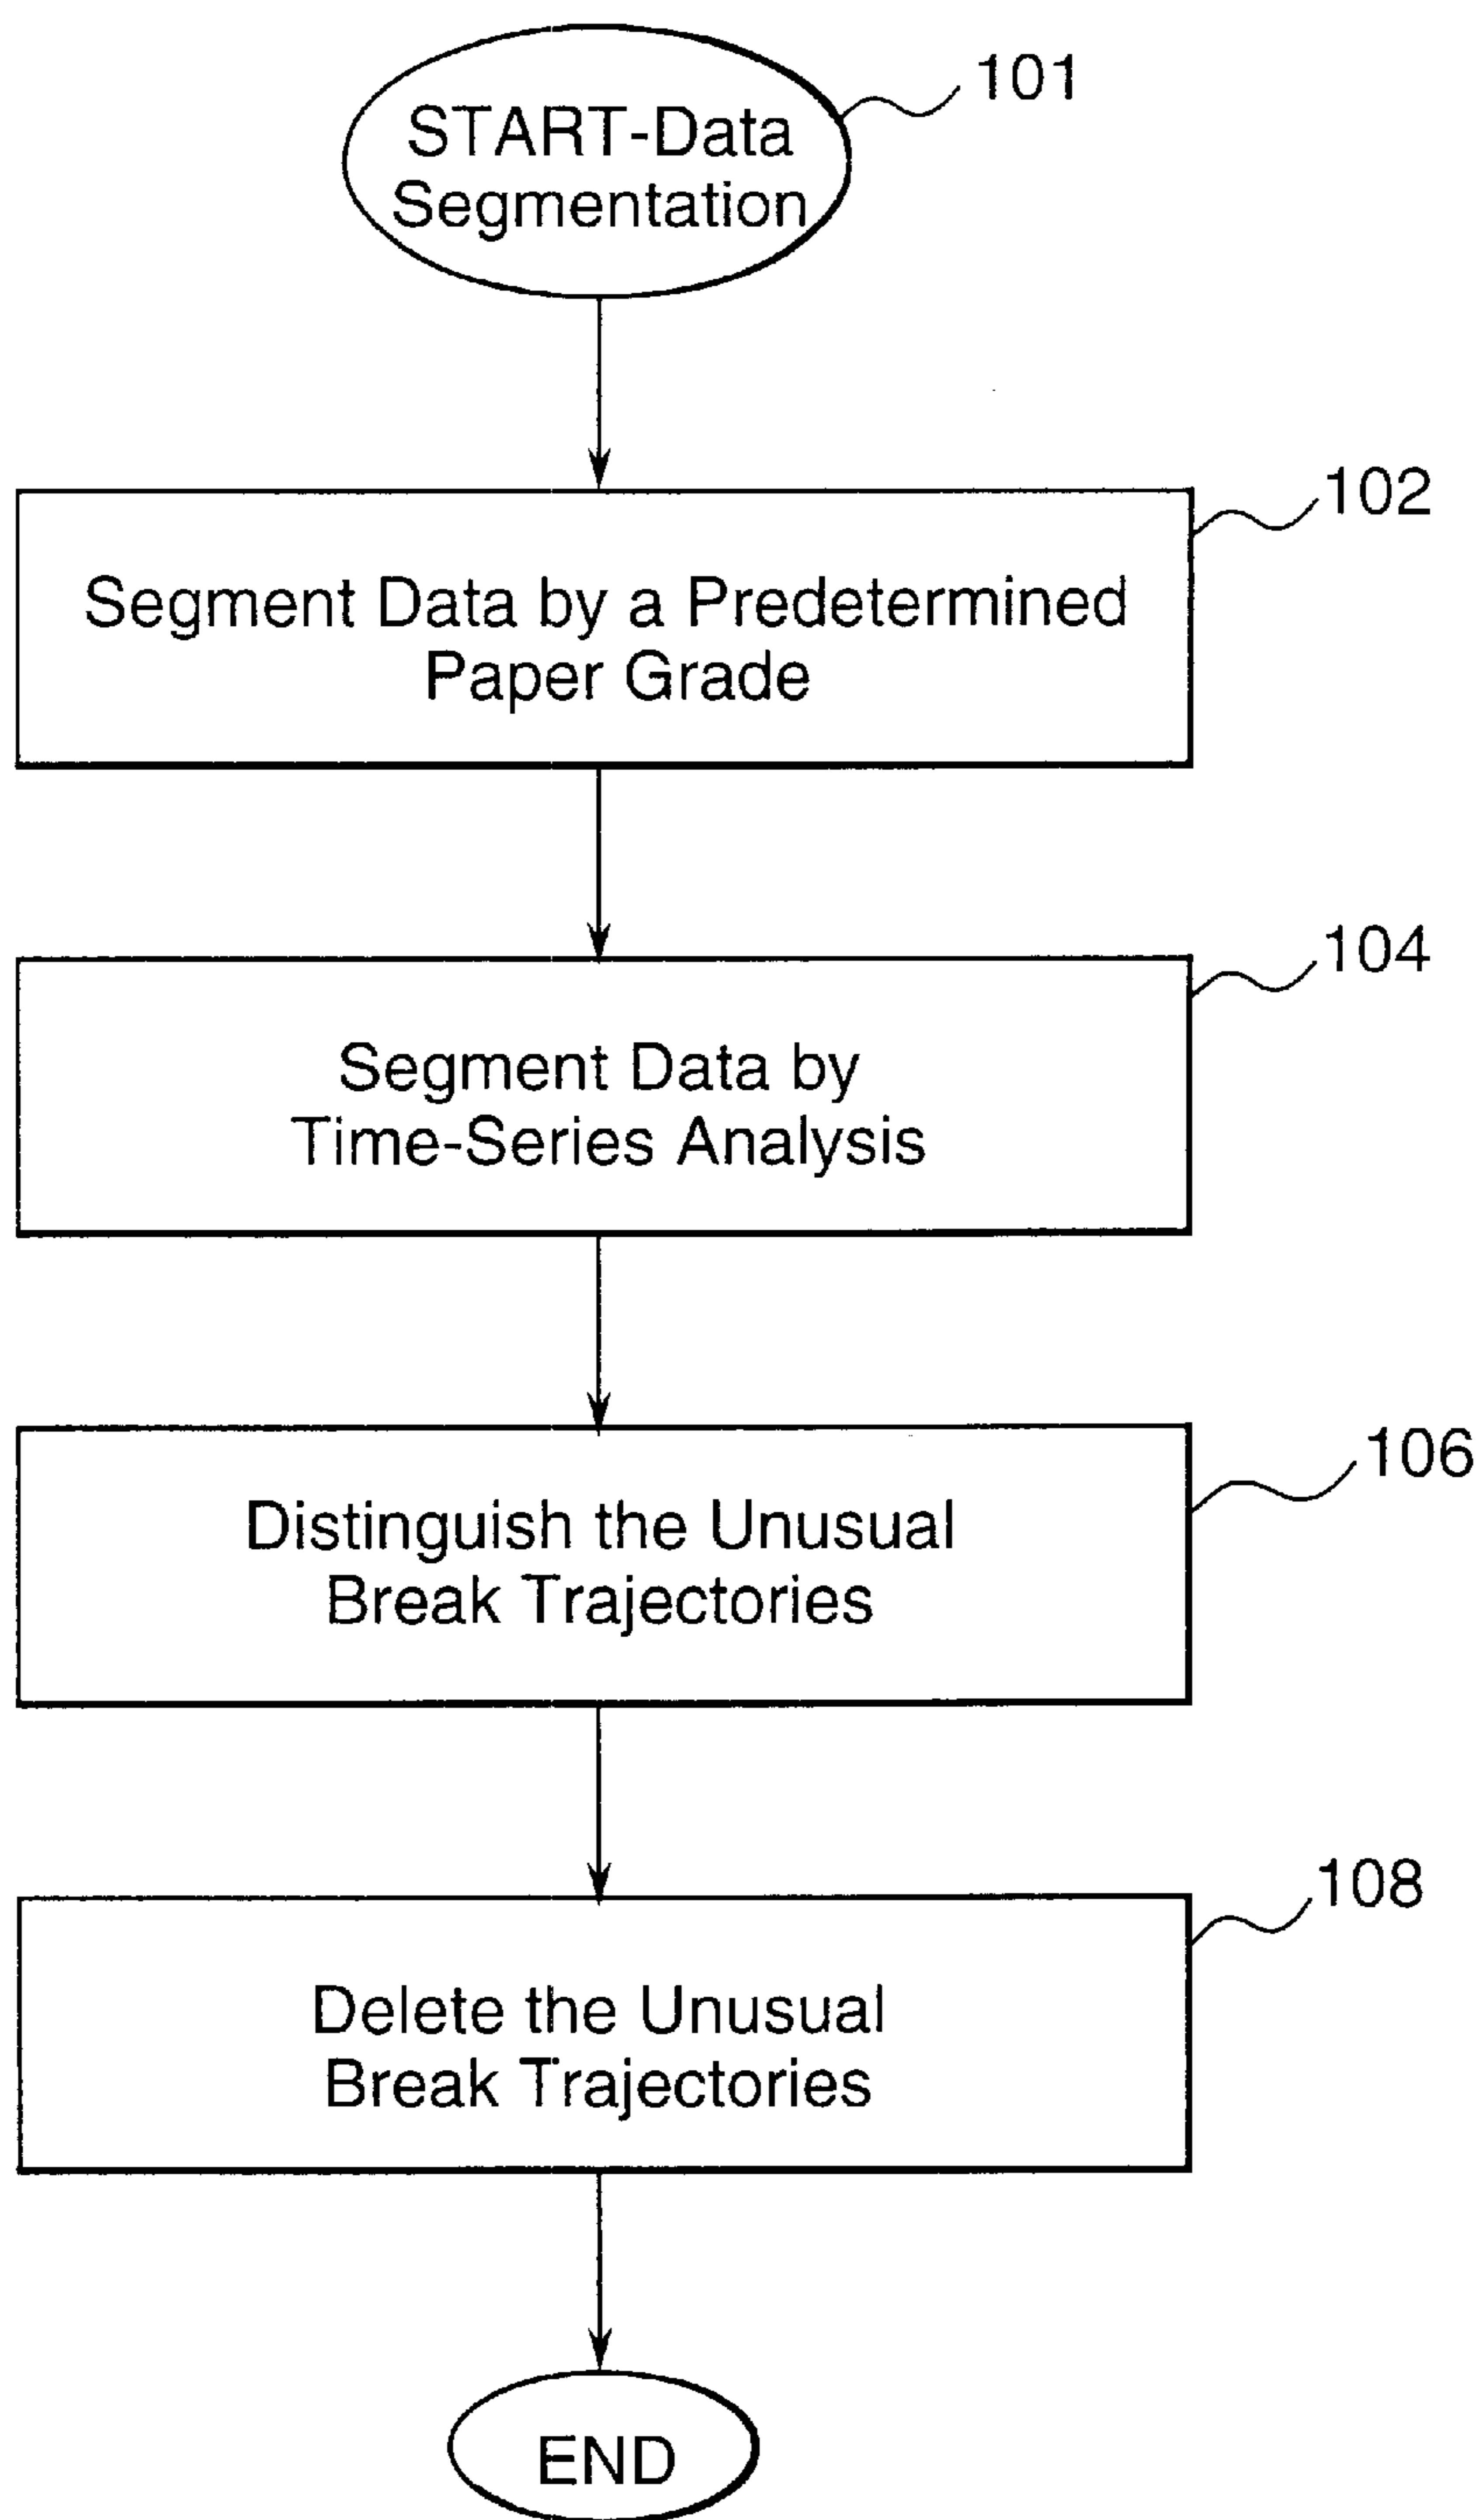 START-Data
Segmentation
101
102
Segment Data by a Predetermined
Paper Grade
104
Segment Data by
Time-Series Analysis
106
Distinguish the Unusual
Break Trajectories
108
Delete the Unusual
Break Trajectories
END